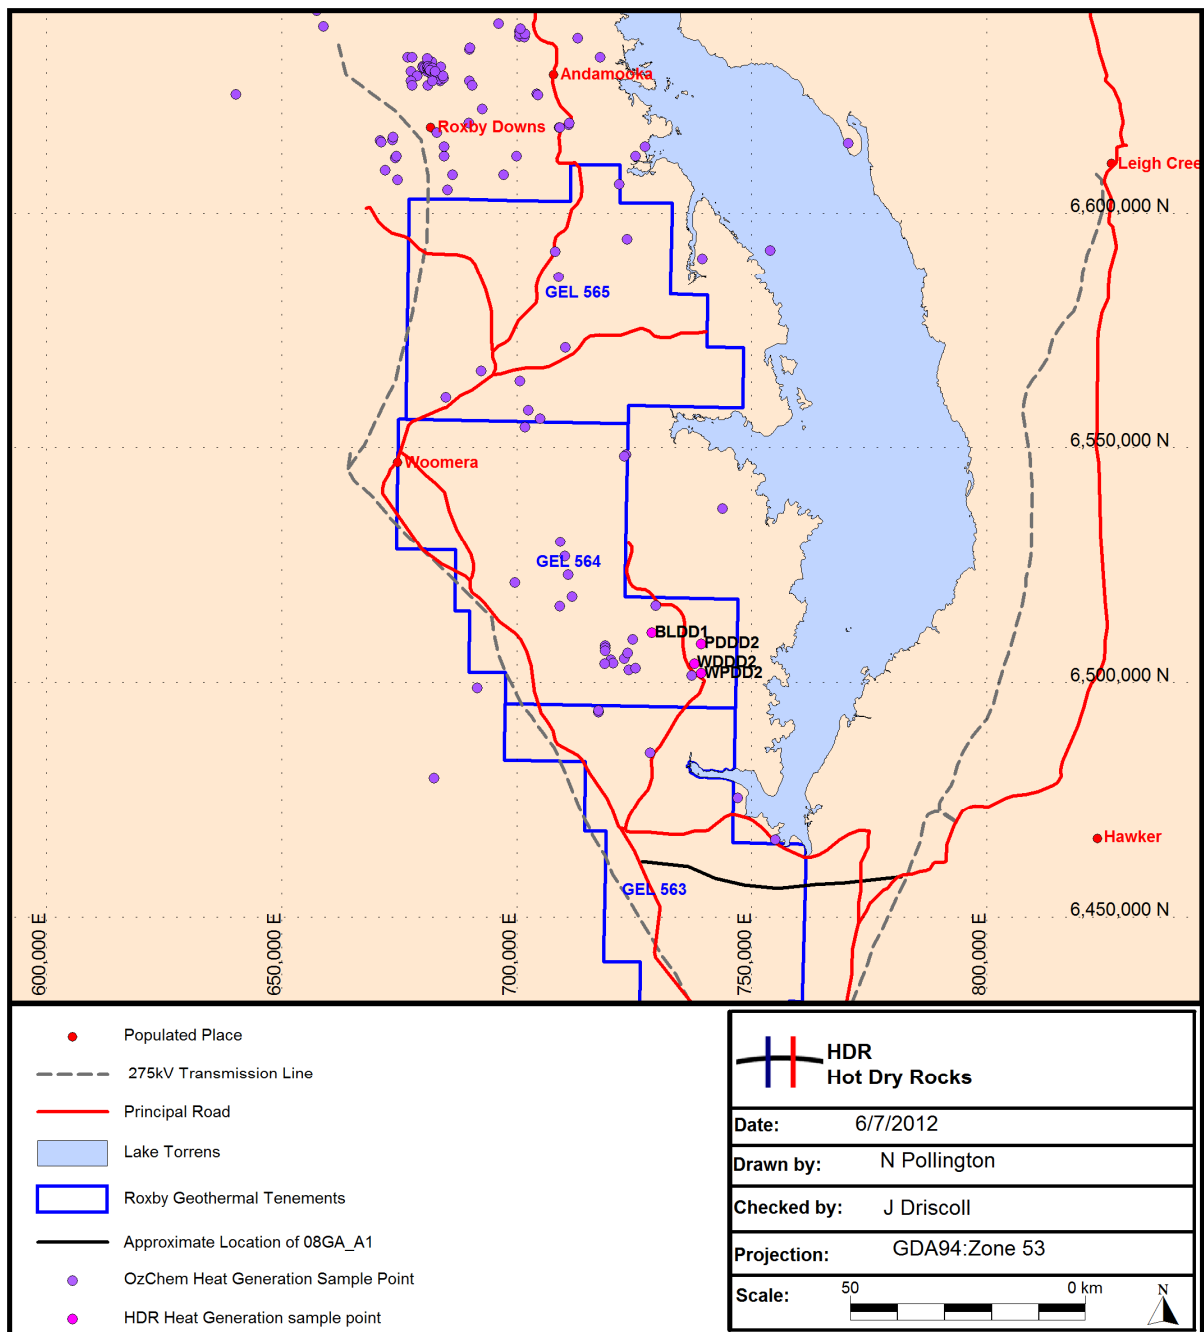 Andamooka
Roxby Downs
Leigh Cree
6,600,000 N
GEL 565
6,550,000 N
Woomera
GEL 564
BLDD1
PDDD2
WDDD2
WPDD2
6,500,000 N
Hawker
GEL 563
6,450,000 N
600,000 E
650,000 E
700,000 E
750,000 E
800,000 E
Populated Place
275kV Transmission Line
Principal Road
Lake Torrens
Roxby Geothermal Tenements
Approximate Location of 08GA_A1
OzChem Heat Generation Sample Point
HDR Heat Generation sample point
HDR
Hot Dry Rocks
Date: 6/7/2012
Drawn by: N Pollington
Checked by: J Driscoll
Projection: GDA94:Zone 53
Scale: 50 0 km
N